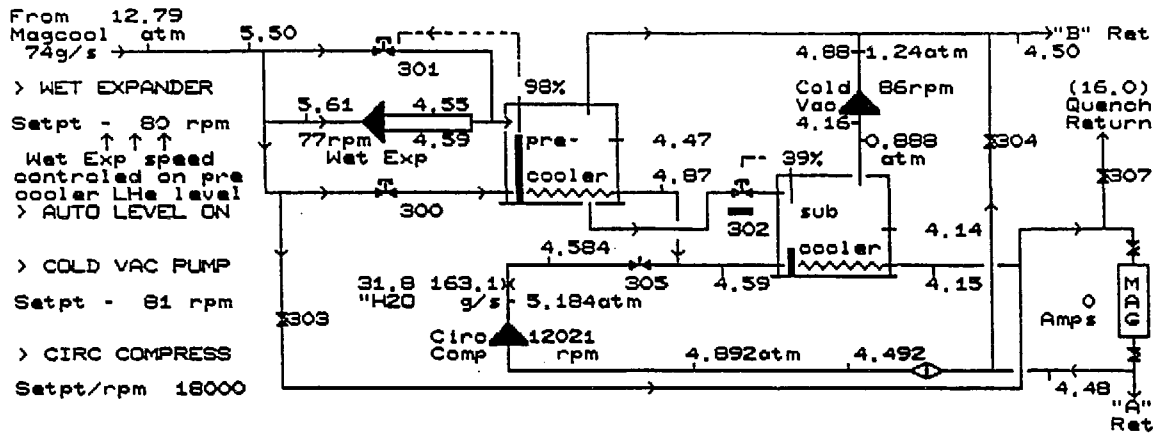 From 12.79
Magcool atm
74g/s
5.50
301
> WET EXPANDER
Setpt - 80 rpm
Wet Exp speed
controled on pre
cooler LHe level
> AUTO LEVEL ON
> COLD VAC PUMP
Setpt - 81 rpm
> CIRC COMPRESS
Setpt/rpm 18000
5.61
4.55
4.59
77rpm
Wet Exp
300
303
98%
pre-
cooler
4.47
4.87
302
39%
sub
cooler
4.14
4.15
4.88
1.24atm
Cold
Vac
86rpm
4.16
0.888
atm
"B" Ret
4.50
(16.0)
Quench
Return
304
307
4.584
305
4.59
31.8 163.1
"H2O g/s
5.184atm
Circ
Comp
12021
rpm
4.892atm
4.492
0
Amps
MAG
4.48
"A"
Ret